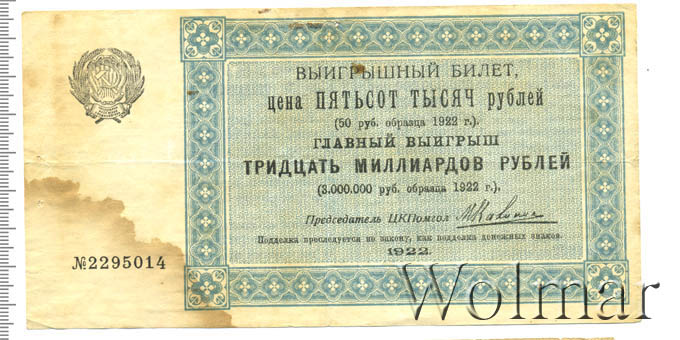 ВЫИГРЫШНЫЙ БИЛЕТ,
цена ПЯТЬСОТ ТЫСЯЧ рублей
(50 руб. образца 1922 г.).
ГЛАВНЫЙ ВЫИГРЫШ
ТРИДЦАТЬ МИЛЛИАРДОВ РУБЛЕЙ
(3.000.000 руб. образца 1922 г.).
Председатель ЦКПомгол
Подделка преследуется по закону, как подделка денежных знаков.
1922.
№2295014
Wolmar